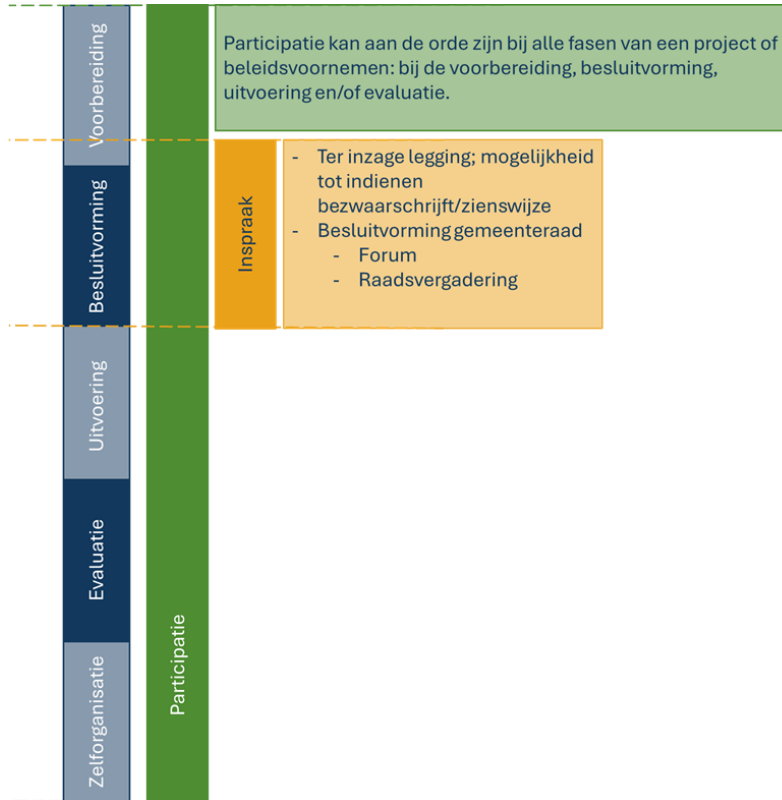 Voorbereiding
Besluitvorming
Uitvoering
Evaluatie
Zelforganisatie
Participatie
Participatie kan aan de orde zijn bij alle fasen van een project of
beleidsvoornemen: bij de voorbereiding, besluitvorming,
uitvoering en/of evaluatie.
Inspraak
- Ter inzage legging; mogelijkheid
tot indienen
bezwaarschrijft/zienswijze
- Besluitvorming gemeenteraad
- Forum
- Raadsvergadering